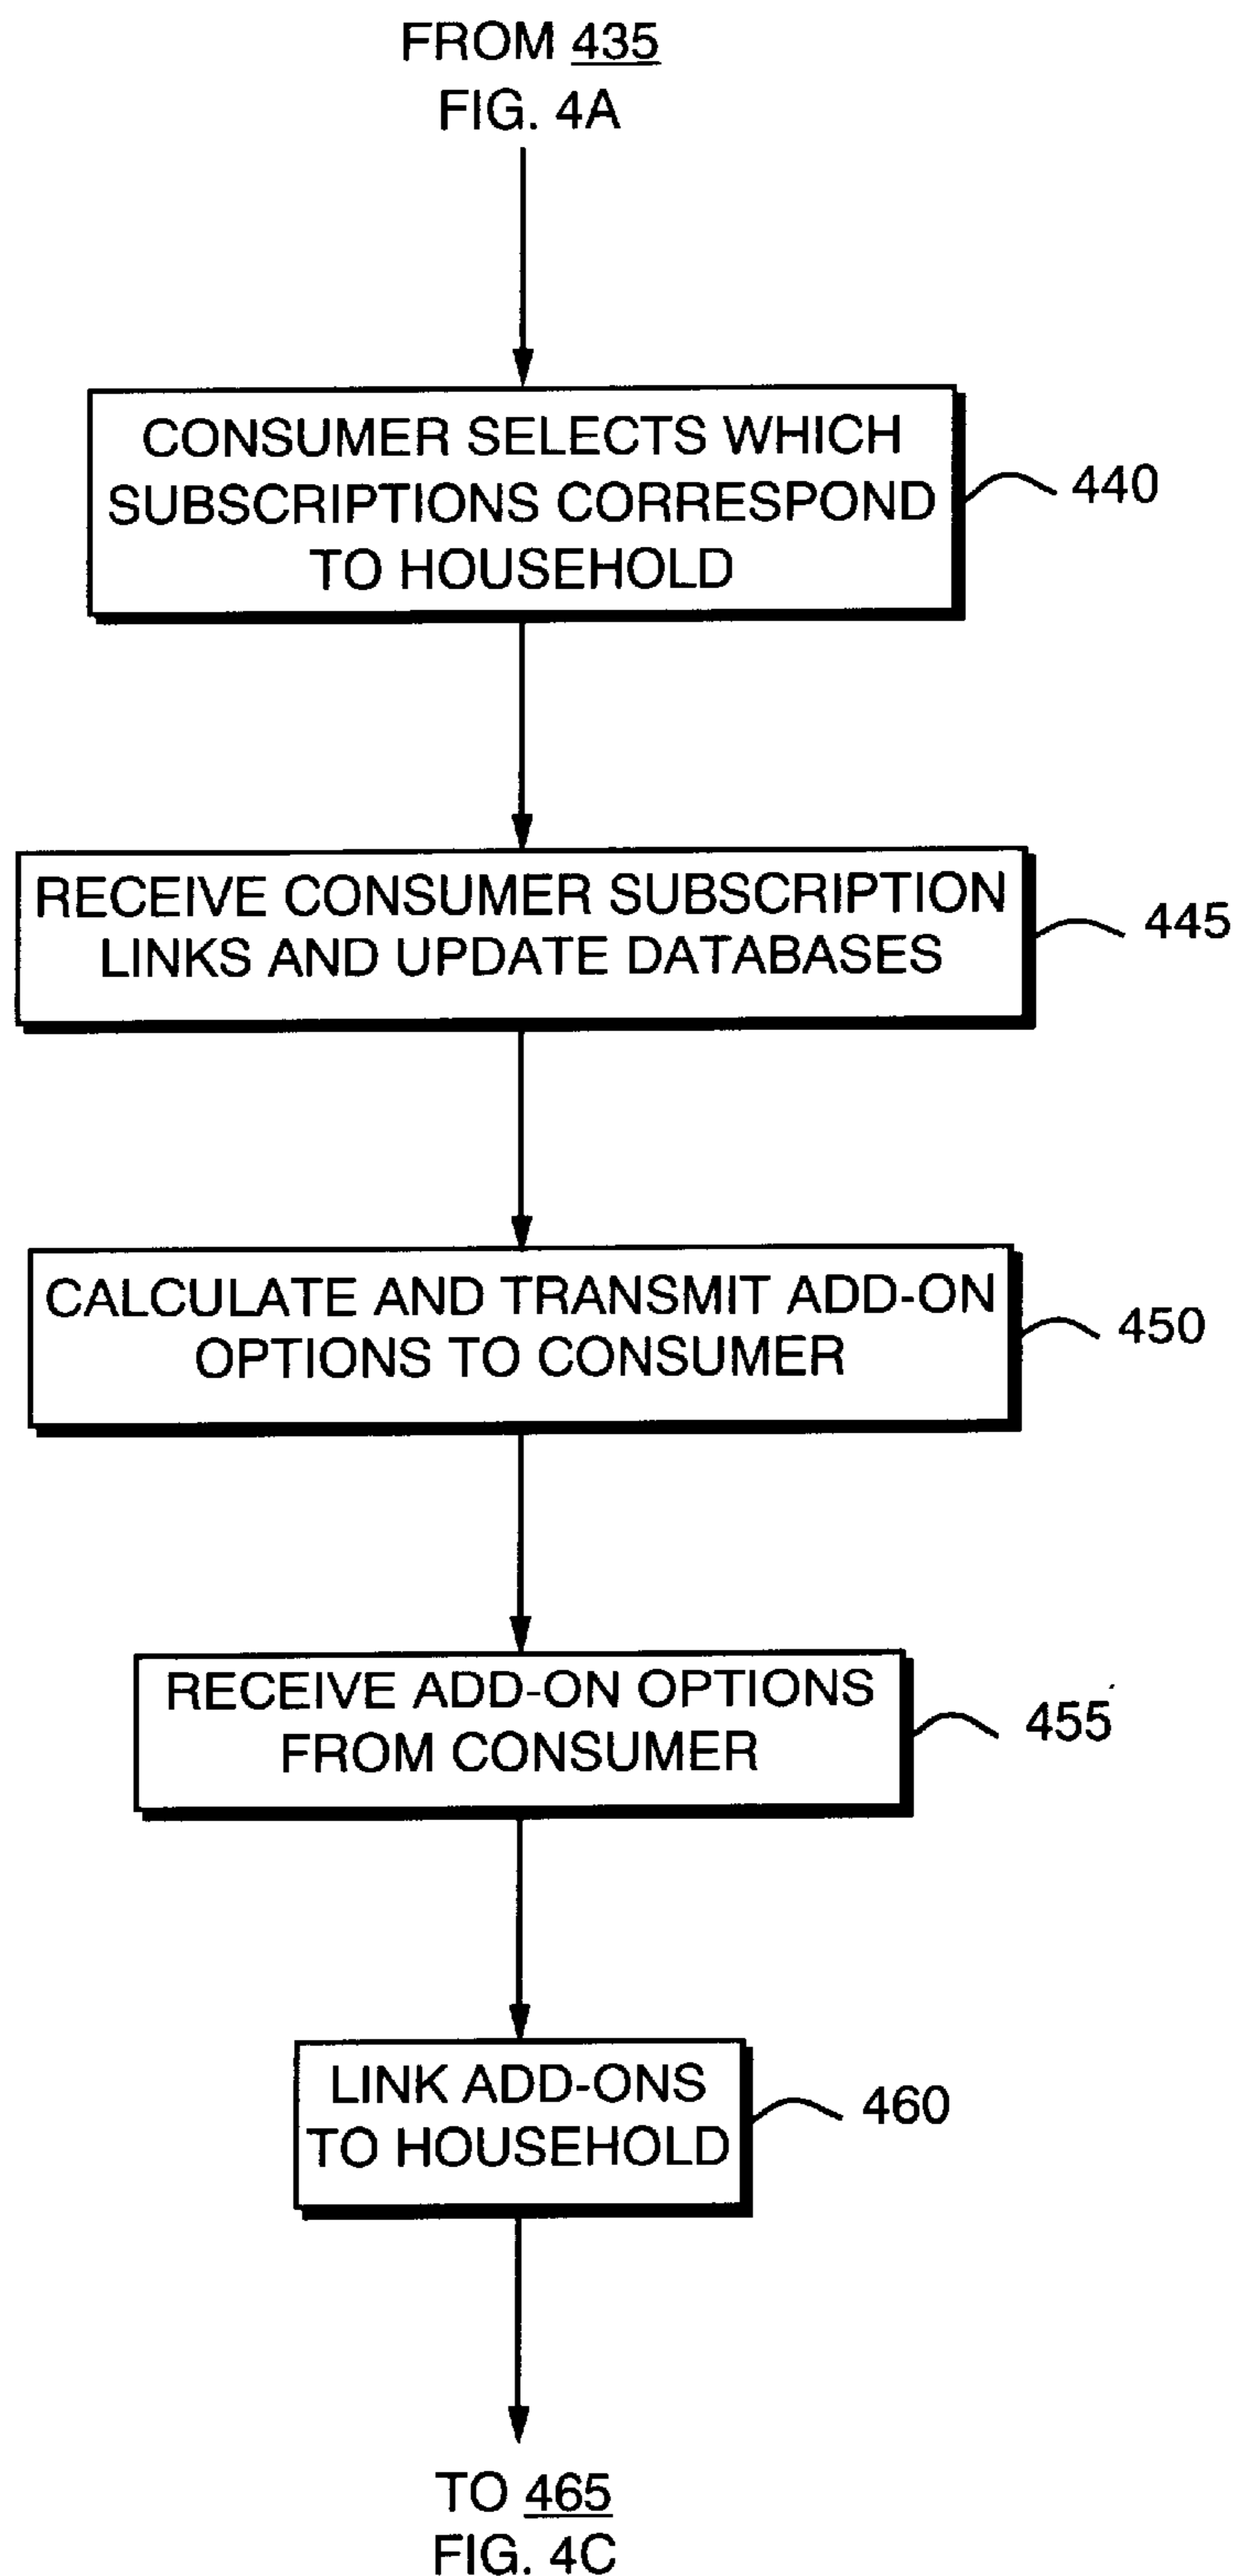 FROM 435
FIG. 4A
CONSUMER SELECTS WHICH
SUBSCRIPTIONS CORRESPOND
TO HOUSEHOLD
440
RECEIVE CONSUMER SUBSCRIPTION
LINKS AND UPDATE DATABASES
445
CALCULATE AND TRANSMIT ADD-ON
OPTIONS TO CONSUMER
450
RECEIVE ADD-ON OPTIONS
FROM CONSUMER
455
LINK ADD-ONS
TO HOUSEHOLD
460
TO 465
FIG. 4C